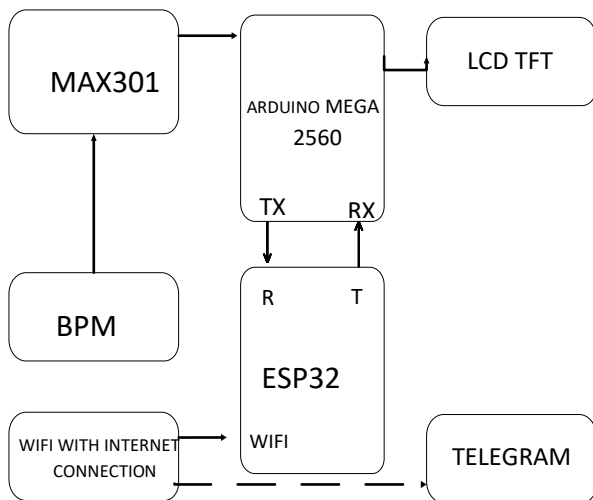 MAX301
ARDUINO MEGA
2560
TX
RX
LCD TFT
BPM
R
T
ESP32
WIFI
WIFI WITH INTERNET
CONNECTION
TELEGRAM